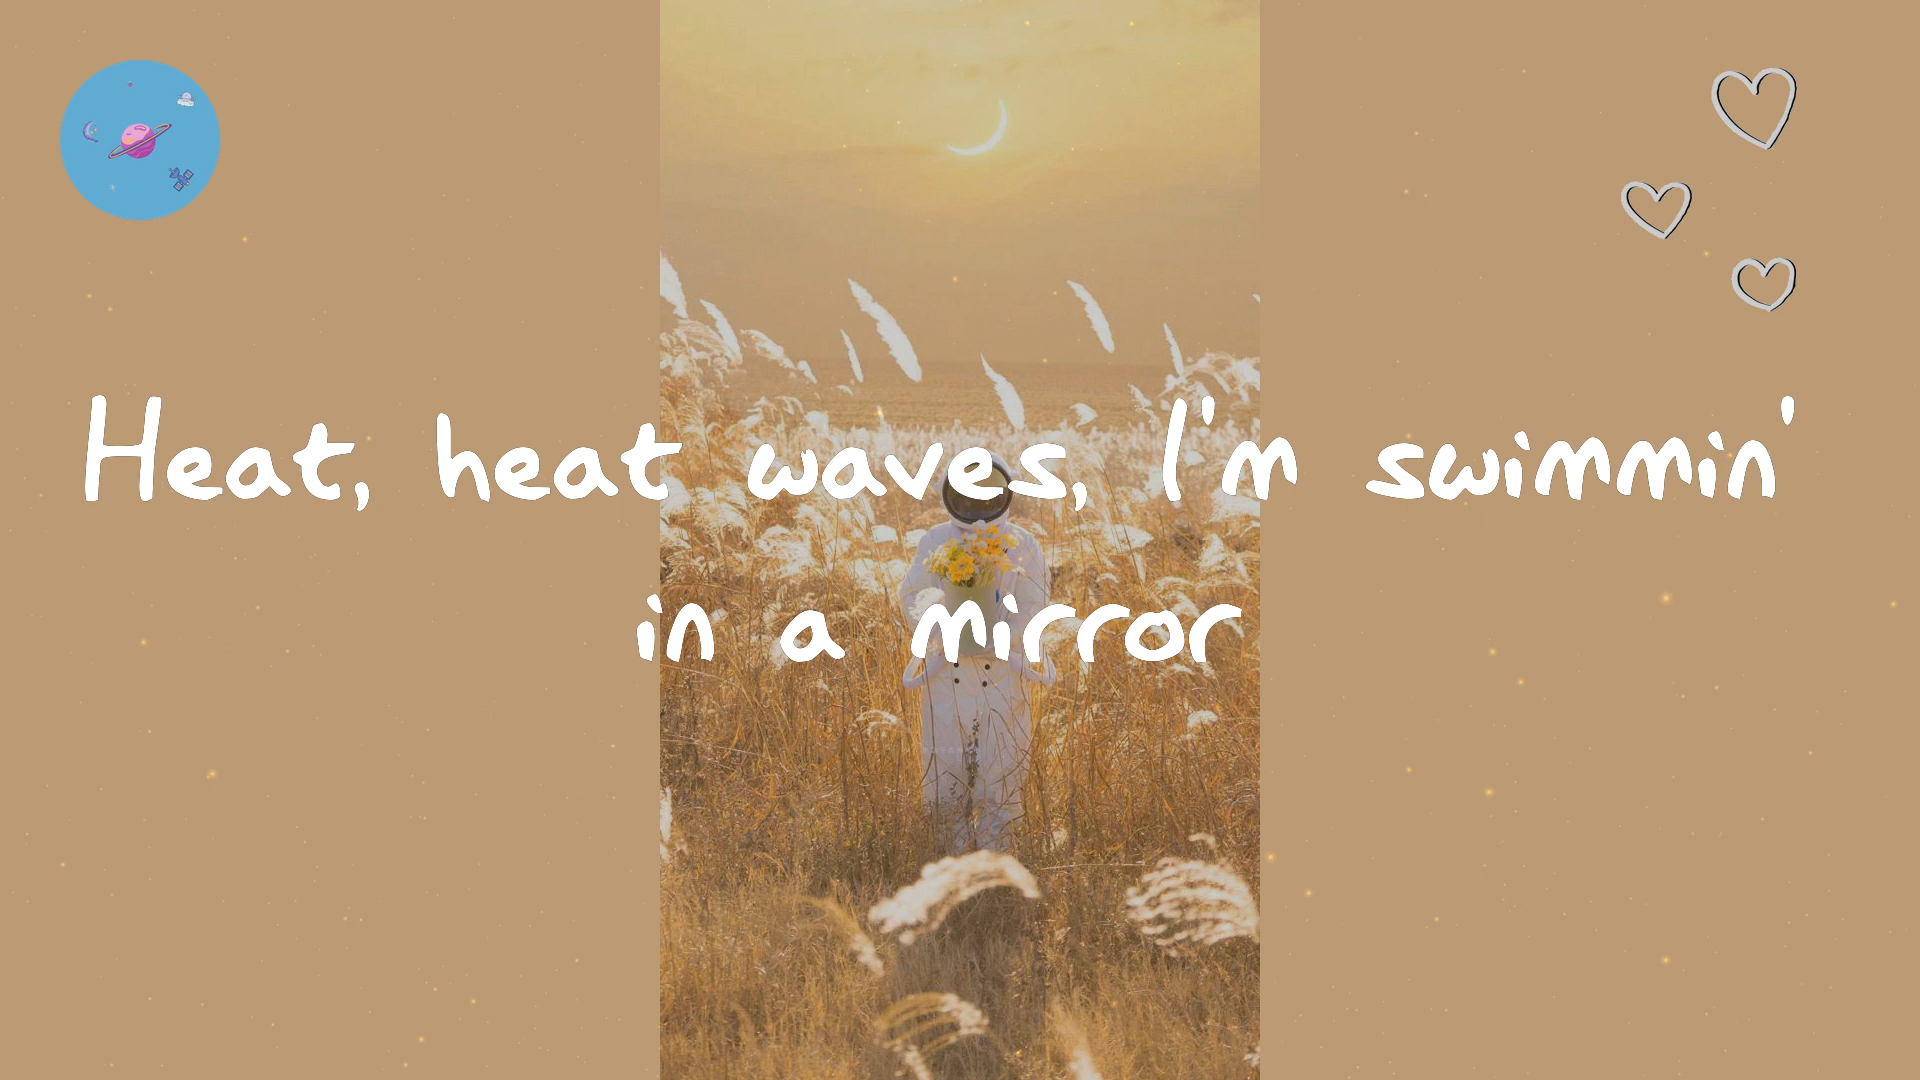 Heat, heat waves, I'm swimmin'
in a mirror